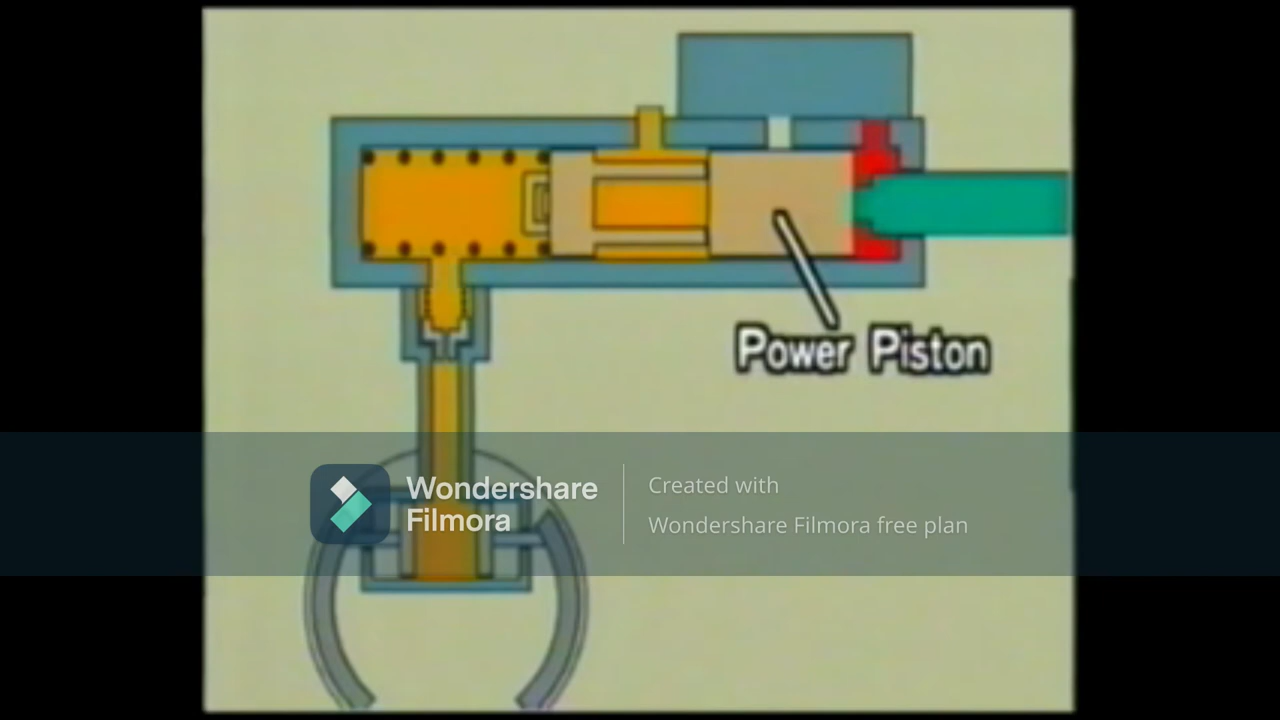 Power Piston
Wondershare
Filmora
Created with
Wondershare Filmora free plan